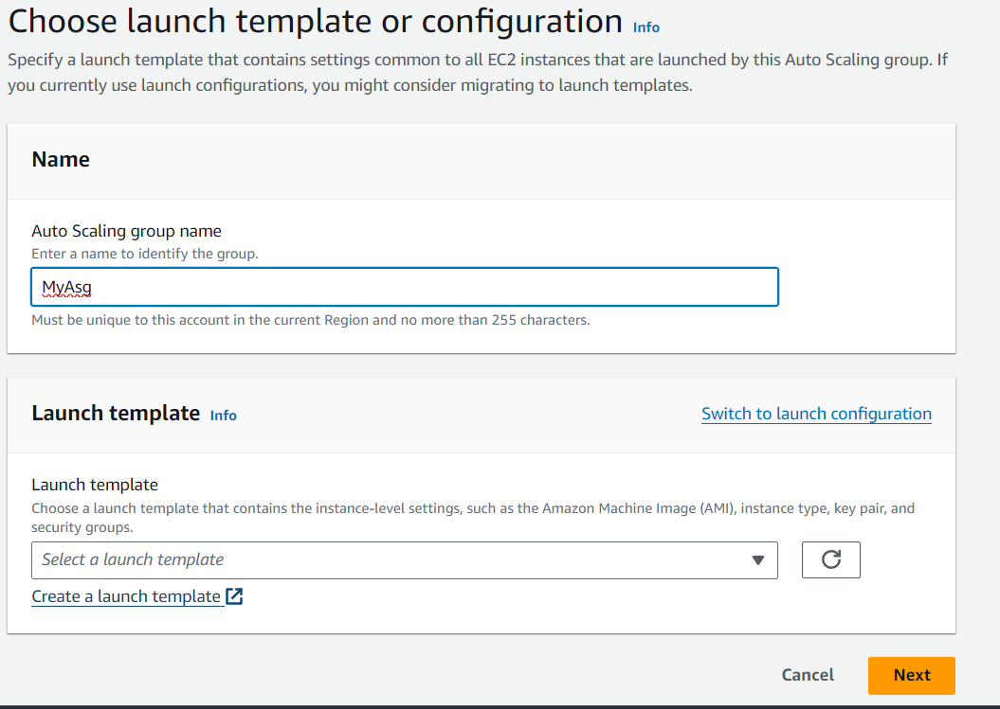 Choose launch template or configuration Info
Specify a launch template that contains settings common to all EC2 instances that are launched by this Auto Scaling group. If
you currently use launch configurations, you might consider migrating to launch templates.
Name
Auto Scaling group name
Enter a name to identify the group.
MyAsg
Must be unique to this account in the current Region and no more than 255 characters.
Launch template Info
Switch to launch configuration
Launch template
Choose a launch template that contains the instance-level settings, such as the Amazon Machine Image (AMI), instance type, key pair, and
security groups.
Select a launch template
Create a launch template
Cancel
Next